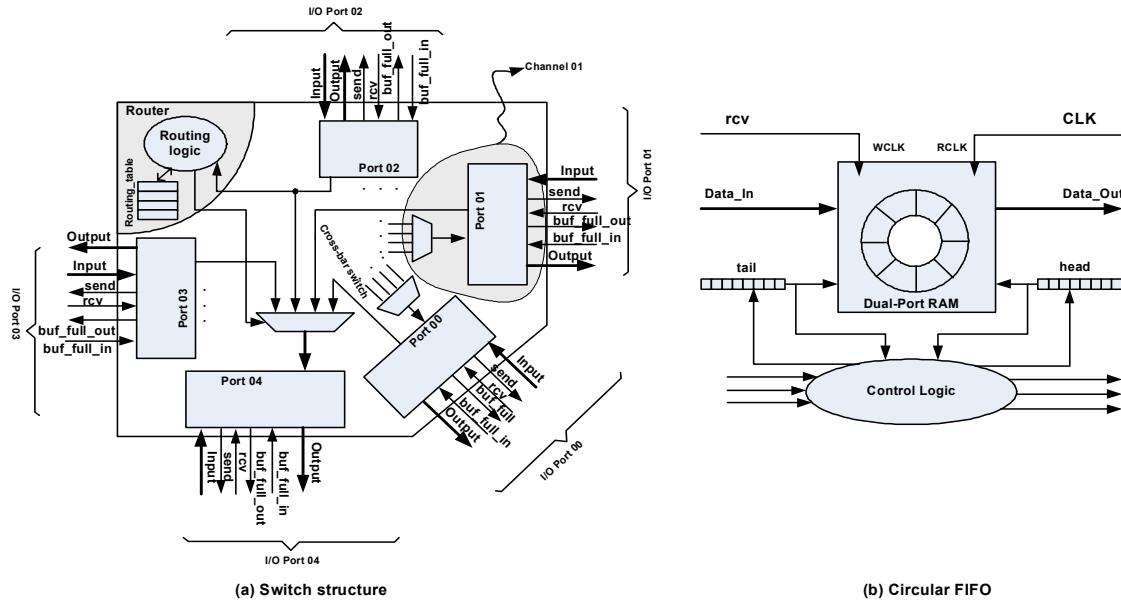 I/O Port 02
Input
Output
send
rcv
buf_full_out
buf_full_in
Channel 01
Router
Routing logic
Routing_table
Port 02
Port 01
Input
send
rcv
buf_full_out
buf_full_in
Output
I/O Port 01
Cross-bar switch
Output
Input
send
rcv
buf_full_out
buf_full_in
Port 03
I/O Port 03
Port 00
Input
send
rcv
buf_full
buf_full_in
Output
I/O Port 00
Port 04
Input
send
rcv
buf_full_out
buf_full_in
Output
I/O Port 04
(a) Switch structure
rcv
CLK
WCLK
RCLK
Data_In
Data_Out
tail
head
Dual-Port RAM
Control Logic
(b) Circular FIFO